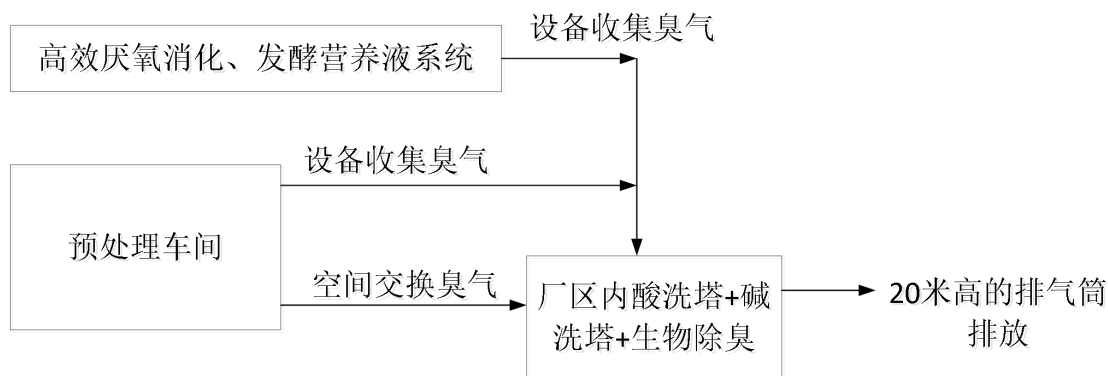 设备收集臭气
高效厌氧消化、发酵营养液系统
设备收集臭气
预处理车间
空间交换臭气
厂区内酸洗塔+碱
洗塔+生物除臭
20米高的排气筒
排放